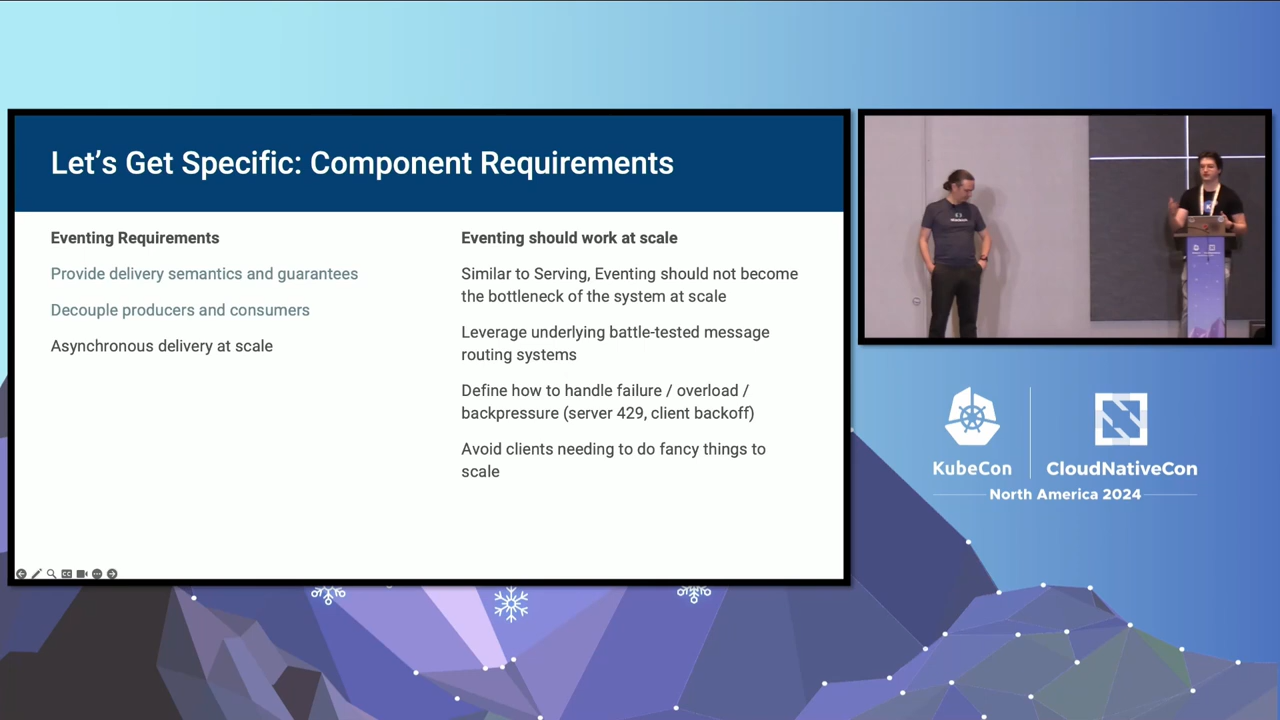 Let's Get Specific: Component Requirements
Eventing Requirements
Provide delivery semantics and guarantees
Decouple producers and consumers
Asynchronous delivery at scale
Eventing should work at scale
Similar to Serving, Eventing should not become
the bottleneck of the system at scale
Leverage underlying battle-tested message
routing systems
Define how to handle failure / overload /
backpressure (server 429, client backoff)
Avoid clients needing to do fancy things to
scale
KubeCon
CloudNativeCon
North America 2024